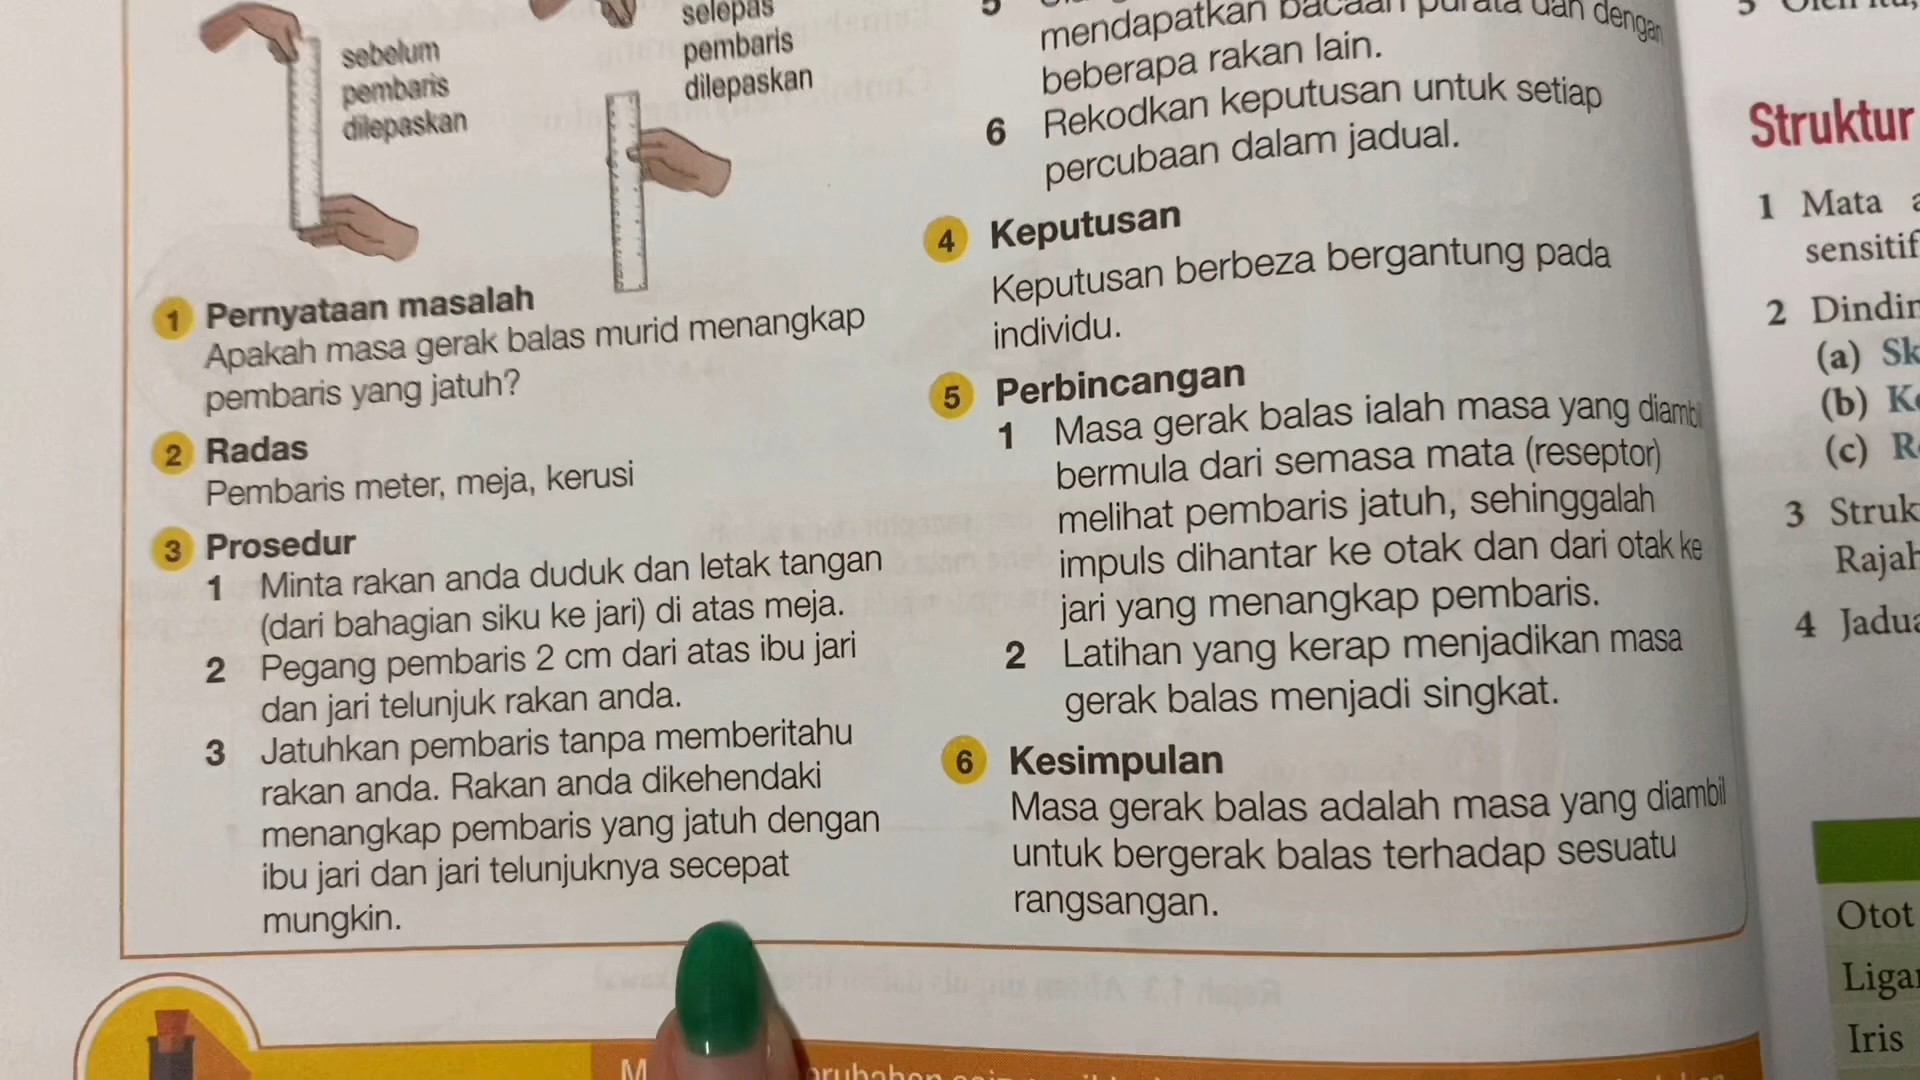 sebelum
pembaris
dilepaskan
selepas
pembaris
dilepaskan
1 Pernyataan masalah
Apakah masa gerak balas murid menangkap
pembaris yang jatuh?
2 Radas
Pembaris meter, meja, kerusi
3 Prosedur
1 Minta rakan anda duduk dan letak tangan
(dari bahagian siku ke jari) di atas meja.
2 Pegang pembaris 2 cm dari atas ibu jari
dan jari telunjuk rakan anda.
3 Jatuhkan pembaris tanpa memberitahu
rakan anda. Rakan anda dikehendaki
menangkap pembaris yang jatuh dengan
ibu jari dan jari telunjuknya secepat
mungkin.
mendapatkan bacaan purata dan dengan
beberapa rakan lain.
6 Rekodkan keputusan untuk setiap
percubaan dalam jadual.
4 Keputusan
Keputusan berbeza bergantung pada
individu.
5 Perbincangan
1 Masa gerak balas ialah masa yang diambil
bermula dari semasa mata (reseptor)
melihat pembaris jatuh, sehinggalah
impuls dihantar ke otak dan dari otak ke
jari yang menangkap pembaris.
2 Latihan yang kerap menjadikan masa
gerak balas menjadi singkat.
6 Kesimpulan
Masa gerak balas adalah masa yang diambil
untuk bergerak balas terhadap sesuatu
rangsangan.
Struktur
1 Mata
sensitif
2 Dindin
(a) Sk
(b) Ke
(c) R
3 Struk
Rajah
4 Jadua
Otot
Ligar
Iris